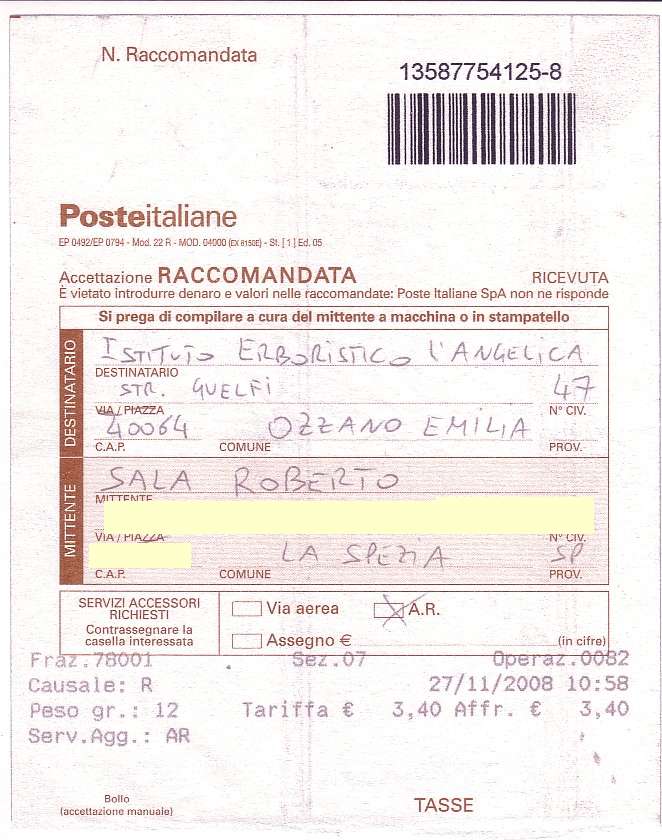 N. Raccomandata
13587754125-8
Posteitaliane
EP 0492/EP 0794 - Mod. 22 R - MOD. 04000 (EX 8150E) - St. [ 1 ] Ed. 05
Accettazione RACCOMANDATA RICEVUTA
È vietato introdurre denaro e valori nelle raccomandate: Poste Italiane SpA non ne risponde
Si prega di compilare a cura del mittente a macchina o in stampatello
DESTINATARIO
ISTITUTO ERBORISTICO L'ANGELICA
DESTINATARIO
STR. GUELFI 47
VIA / PIAZZA N° CIV.
40064 OZZANO EMILIA
C.A.P. COMUNE PROV.
MITTENTE
SALA ROBERTO
MITTENTE
VIA / PIAZZA N° CIV.
LA SPEZIA SP
C.A.P. COMUNE PROV.
SERVIZI ACCESSORI RICHIESTI
Contrassegnare la casella interessata
Via aerea A.R.
Assegno € (in cifre)
Fraz.78001 Sez.07 Operaz.0082
Causale: R 27/11/2008 10:58
Peso gr.: 12 Tariffa € 3,40 Affr. € 3,40
Serv.Agg.: AR
Bollo
(accettazione manuale)
TASSE